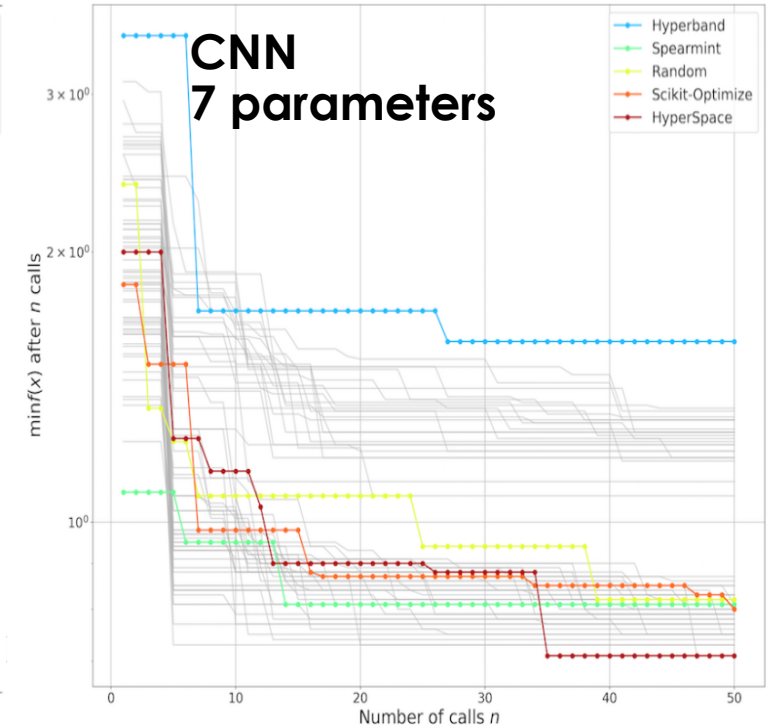 CNN
7 parameters
Hyperband
Spearmint
Random
Scikit-Optimize
HyperSpace
3 × 10⁰
2 × 10⁰
10⁰
minf(x) after n calls
0 10 20 30 40 50
Number of calls n